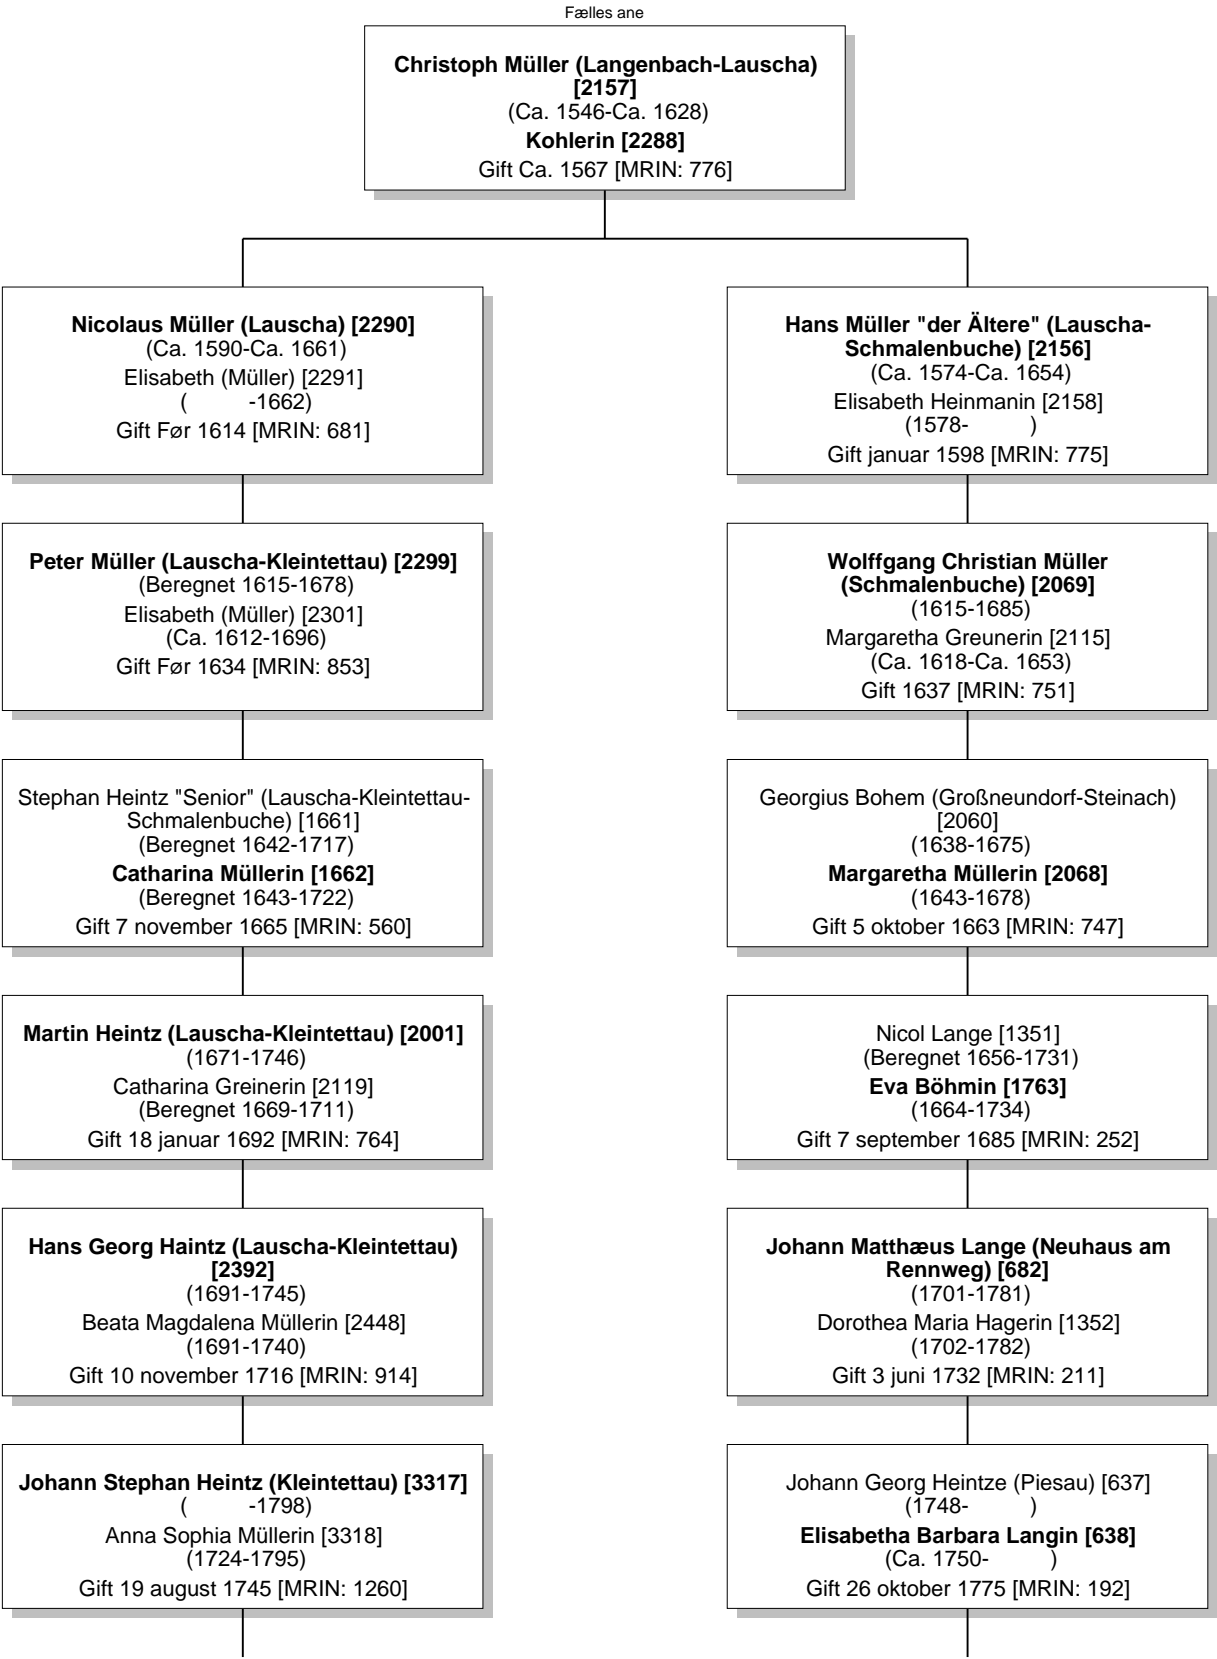 Fælles ane
Christoph Müller (Langenbach-Lauscha)
[2157]
(Ca. 1546-Ca. 1628)
Kohlerin [2288]
Gift Ca. 1567 [MRIN: 776]
Nicolaus Müller (Lauscha) [2290]
(Ca. 1590-Ca. 1661)
Elisabeth (Müller) [2291]
(          -1662)
Gift Før 1614 [MRIN: 681]
Hans Müller "der Ältere" (Lauscha-
Schmalenbuche) [2156]
(Ca. 1574-Ca. 1654)
Elisabeth Heinmanin [2158]
(1578-          )
Gift januar 1598 [MRIN: 775]
Peter Müller (Lauscha-Kleintettau) [2299]
(Beregnet 1615-1678)
Elisabeth (Müller) [2301]
(Ca. 1612-1696)
Gift Før 1634 [MRIN: 853]
Wolffgang Christian Müller
(Schmalenbuche) [2069]
(1615-1685)
Margaretha Greunerin [2115]
(Ca. 1618-Ca. 1653)
Gift 1637 [MRIN: 751]
Stephan Heintz "Senior" (Lauscha-Kleintettau-
Schmalenbuche) [1661]
(Beregnet 1642-1717)
Catharina Müllerin [1662]
(Beregnet 1643-1722)
Gift 7 november 1665 [MRIN: 560]
Georgius Bohem (Großneundorf-Steinach)
[2060]
(1638-1675)
Margaretha Müllerin [2068]
(1643-1678)
Gift 5 oktober 1663 [MRIN: 747]
Martin Heintz (Lauscha-Kleintettau) [2001]
(1671-1746)
Catharina Greinerin [2119]
(Beregnet 1669-1711)
Gift 18 januar 1692 [MRIN: 764]
Nicol Lange [1351]
(Beregnet 1656-1731)
Eva Böhmin [1763]
(1664-1734)
Gift 7 september 1685 [MRIN: 252]
Hans Georg Haintz (Lauscha-Kleintettau)
[2392]
(1691-1745)
Beata Magdalena Müllerin [2448]
(1691-1740)
Gift 10 november 1716 [MRIN: 914]
Johann Matthæus Lange (Neuhaus am
Rennweg) [682]
(1701-1781)
Dorothea Maria Hagerin [1352]
(1702-1782)
Gift 3 juni 1732 [MRIN: 211]
Johann Stephan Heintz (Kleintettau) [3317]
(          -1798)
Anna Sophia Müllerin [3318]
(1724-1795)
Gift 19 august 1745 [MRIN: 1260]
Johann Georg Heintze (Piesau) [637]
(1748-          )
Elisabetha Barbara Langin [638]
(Ca. 1750-          )
Gift 26 oktober 1775 [MRIN: 192]